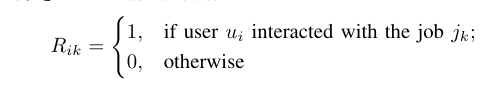 R_{ik} = { 1, if user u_i interacted with the job j_k;
0, otherwise